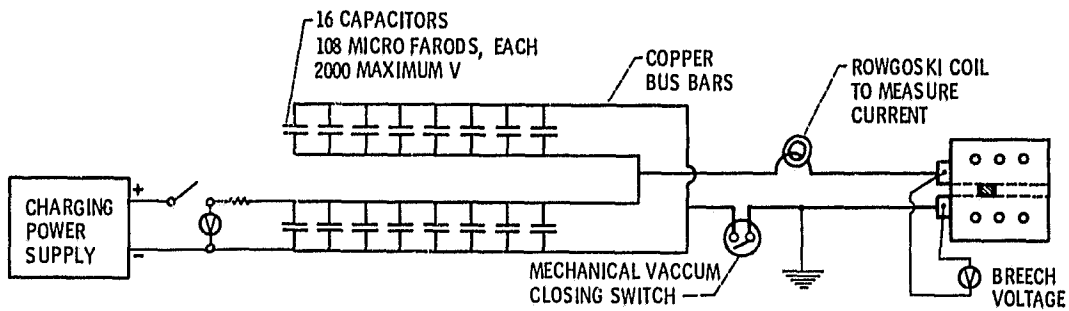 16 CAPACITORS
108 MICRO FARODS, EACH
2000 MAXIMUM V
COPPER
BUS BARS
ROWGOSKI COIL
TO MEASURE
CURRENT
CHARGING
POWER
SUPPLY
+
-
V
MECHANICAL VACCUM
CLOSING SWITCH
V
BREECH
VOLTAGE